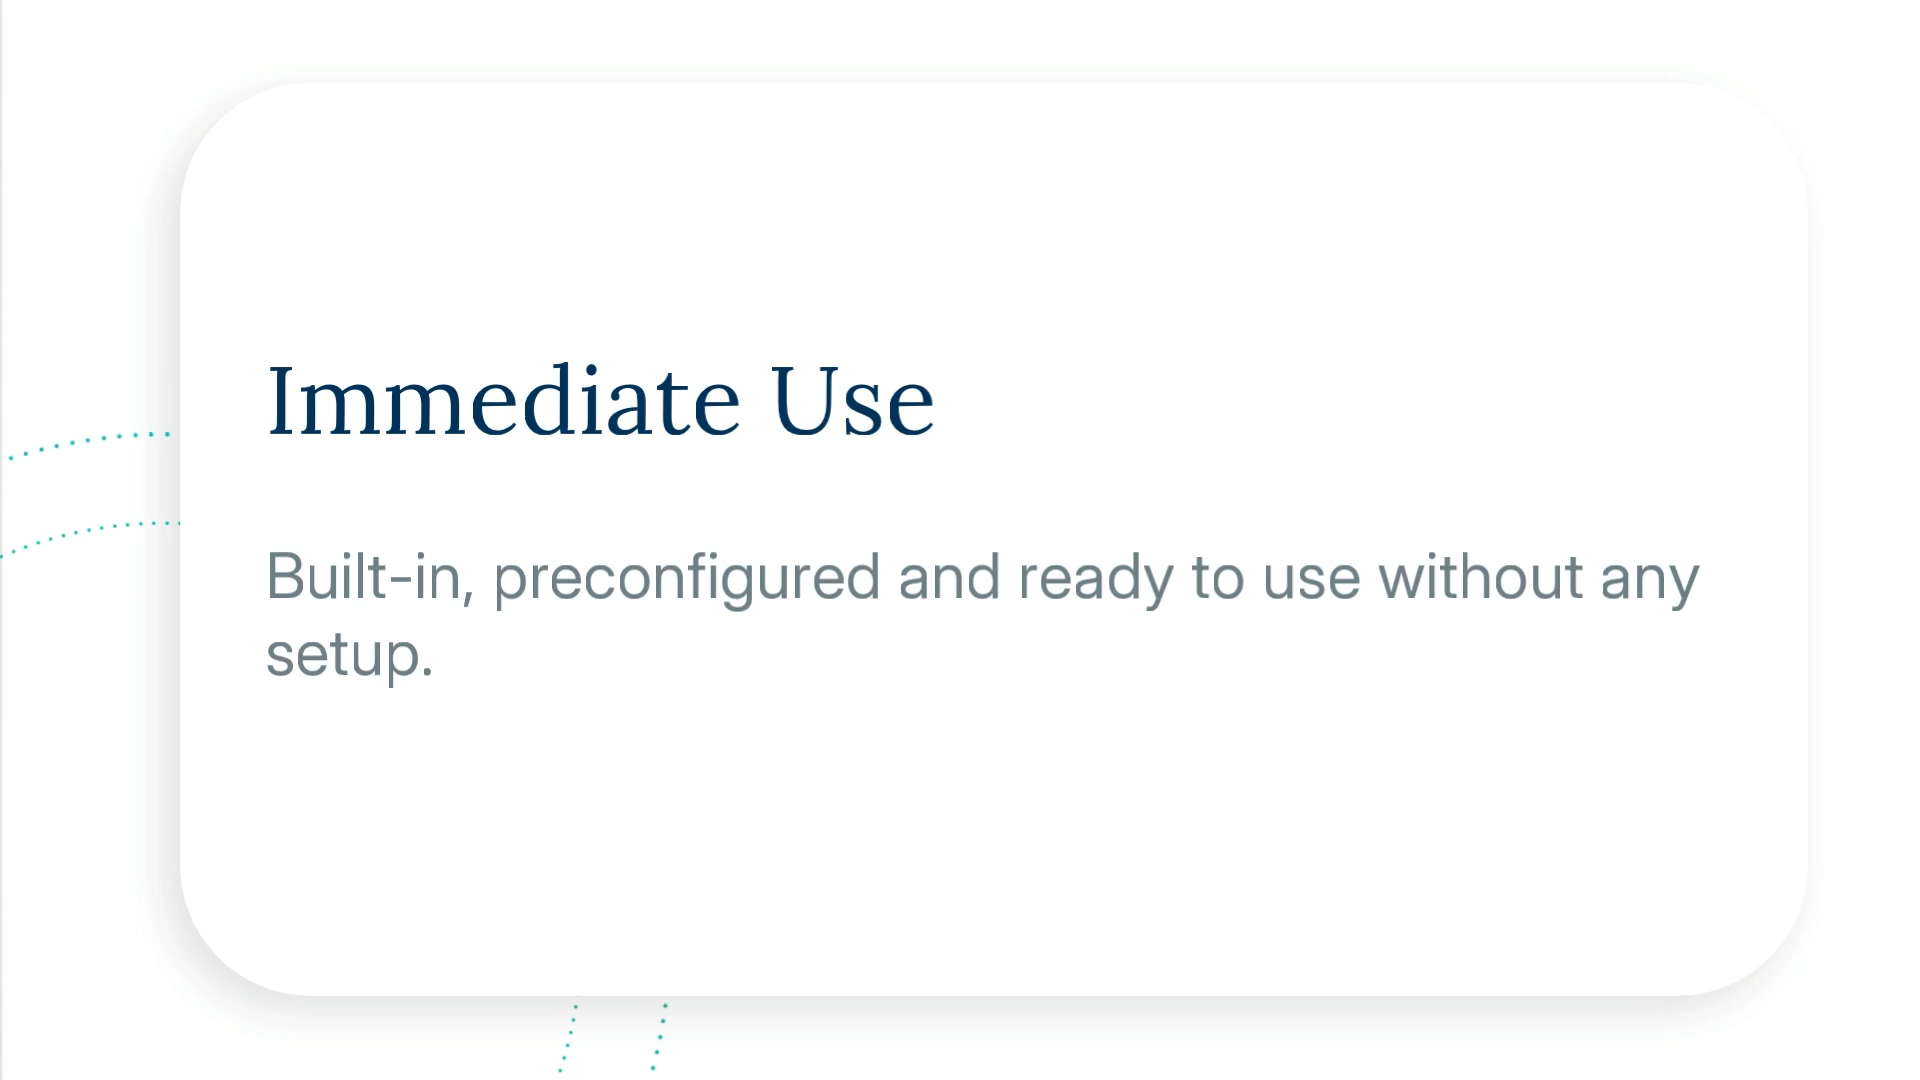 Immediate Use
Built-in, preconfigured and ready to use without any
setup.